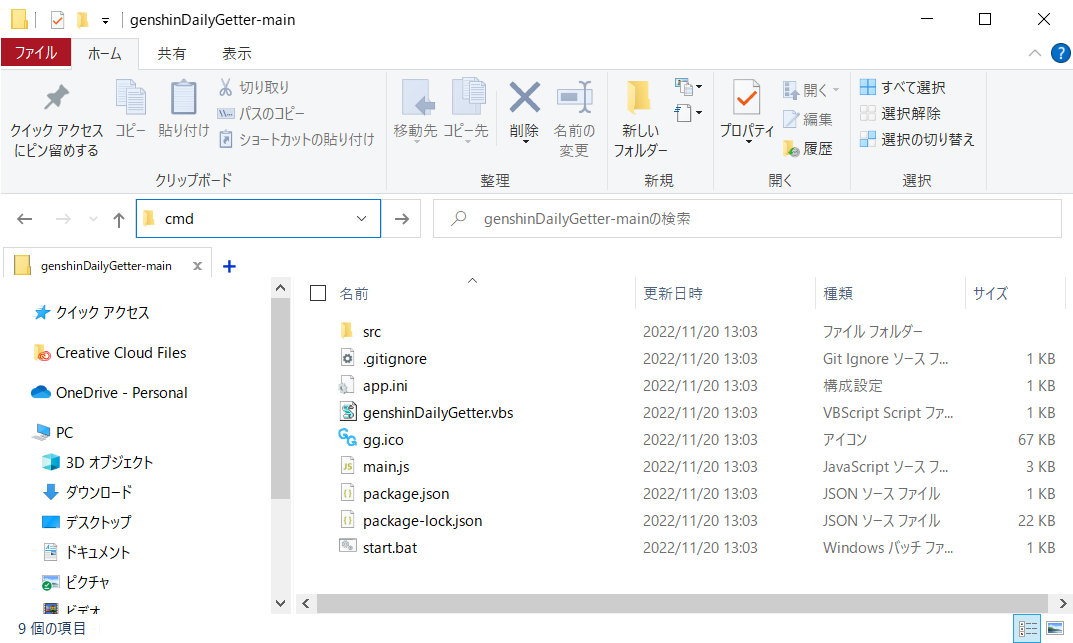 genshinDailyGetter-main
ファイル ホーム 共有 表示
クイック アクセス
にピン留めする
コピー
貼り付け
切り取り
パスのコピー
ショートカットの貼り付け
クリップボード
移動先
コピー先
削除
名前の
変更
整理
新しい
フォルダー
新規
プロパティ
開く
編集
履歴
開く
すべて選択
選択解除
選択の切り替え
選択
cmd
genshinDailyGetter-mainの検索
genshinDailyGetter-main x +
クイック アクセス
Creative Cloud Files
OneDrive - Personal
PC
3D オブジェクト
ダウンロード
デスクトップ
ドキュメント
ピクチャ
ビデオ
名前 更新日時 種類 サイズ
src 2022/11/20 13:03 ファイル フォルダー
.gitignore 2022/11/20 13:03 Git Ignore ソース フ... 1 KB
app.ini 2022/11/20 13:03 構成設定 1 KB
genshinDailyGetter.vbs 2022/11/20 13:03 VBScript Script ファ... 1 KB
gg.ico 2022/11/20 13:03 アイコン 67 KB
main.js 2022/11/20 13:03 JavaScript ソース フ... 3 KB
package.json 2022/11/20 13:03 JSON ソース ファイル 1 KB
package-lock.json 2022/11/20 13:03 JSON ソース ファイル 22 KB
start.bat 2022/11/20 13:03 Windows バッチ ファ... 1 KB
9 個の項目